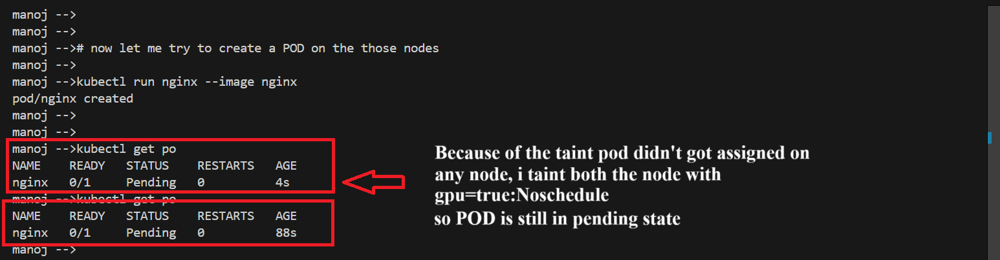 manoj -->
manoj -->
manoj --># now let me try to create a POD on the those nodes
manoj -->
manoj -->kubectl run nginx --image nginx
pod/nginx created
manoj -->
manoj -->
manoj -->kubectl get po
NAME READY STATUS RESTARTS AGE
nginx 0/1 Pending 0 4s
manoj -->kubectl get po
NAME READY STATUS RESTARTS AGE
nginx 0/1 Pending 0 88s
manoj -->
Because of the taint pod didn't got assigned on
any node, i taint both the node with
gpu=true:Noschedule
so POD is still in pending state